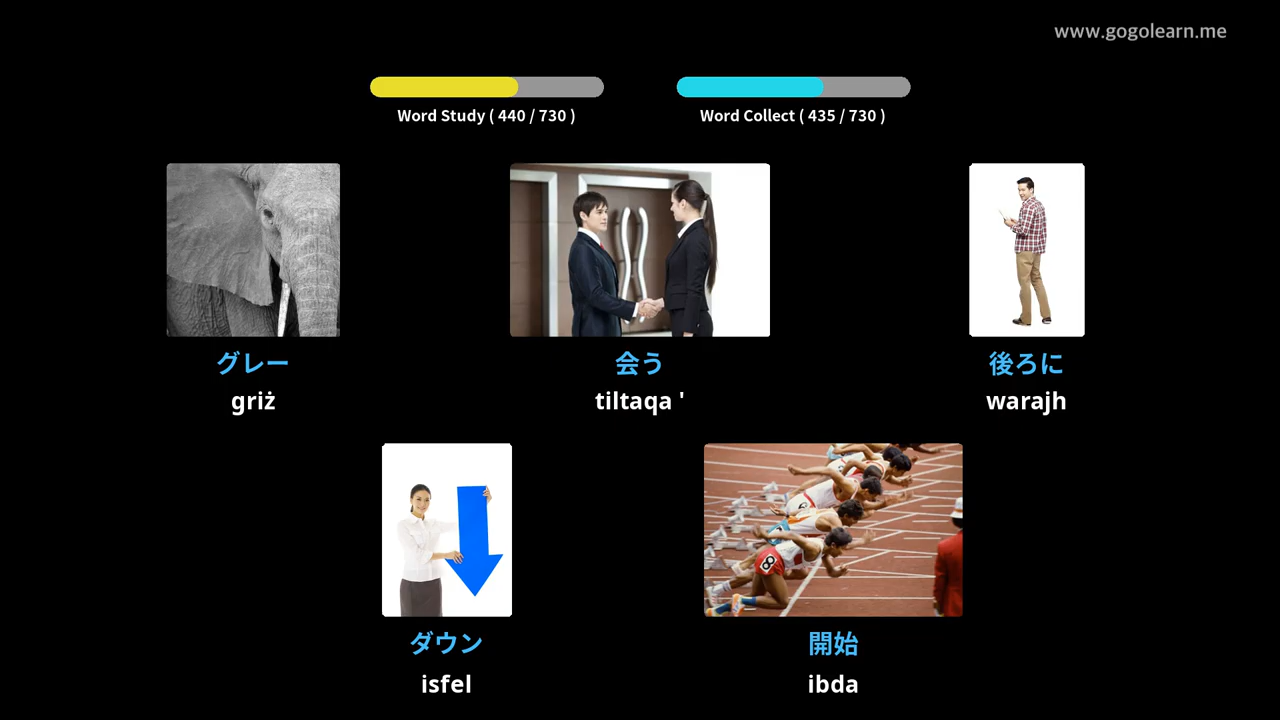 www.gogolearn.me
Word Study ( 440 / 730 )
Word Collect ( 435 / 730 )
グレー
griż
会う
tiltaqa '
後ろに
warajh
ダウン
isfel
開始
ibda